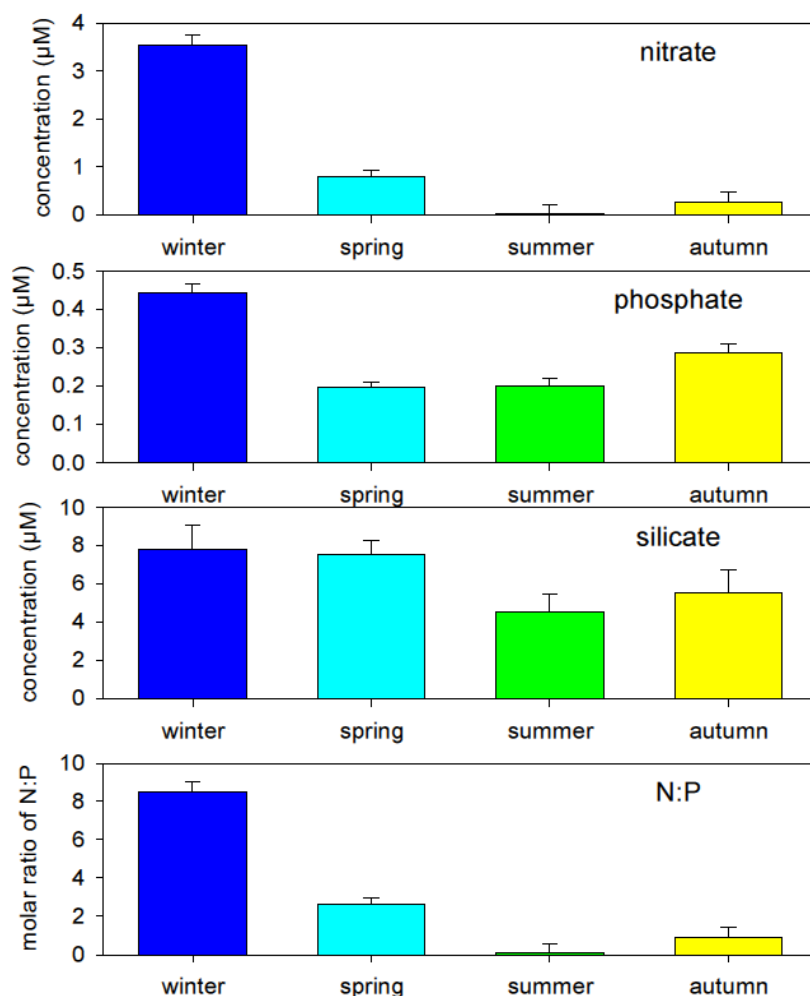 nitrate
concentration (µM)
4
3
2
1
0
winter spring summer autumn
phosphate
concentration (µM)
0.5
0.4
0.3
0.2
0.1
0.0
winter spring summer autumn
silicate
concentration (µM)
10
8
6
4
2
0
winter spring summer autumn
N:P
molar ratio of N:P
10
8
6
4
2
0
winter spring summer autumn